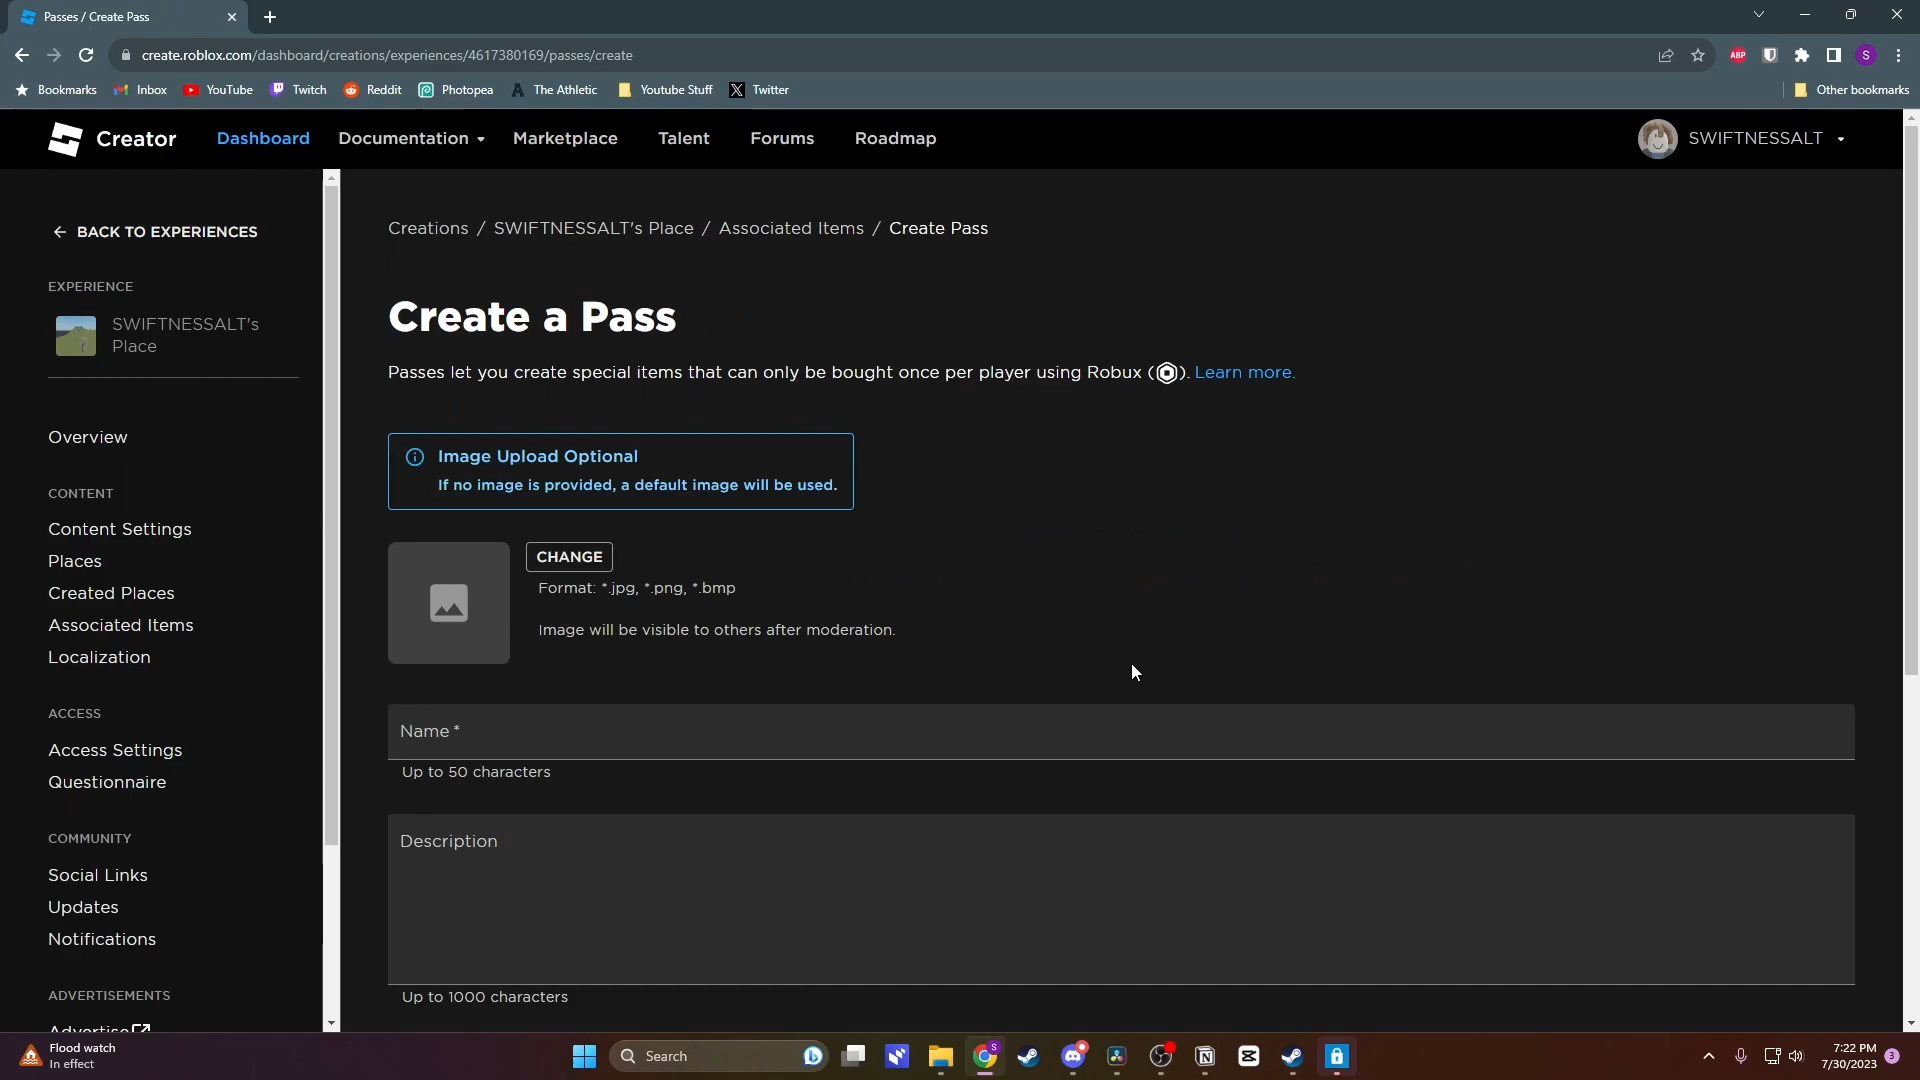 Passes / Create Pass
create.roblox.com/dashboard/creations/experiences/4617380169/passes/create
ABP
S
Bookmarks
Inbox
YouTube
Twitch
Reddit
Photopea
The Athletic
Youtube Stuff
Twitter
Other bookmarks
Creator
Dashboard
Documentation
Marketplace
Talent
Forums
Roadmap
SWIFTNESSALT
BACK TO EXPERIENCES
EXPERIENCE
SWIFTNESSALT's
Place
Overview
CONTENT
Content Settings
Places
Created Places
Associated Items
Localization
ACCESS
Access Settings
Questionnaire
COMMUNITY
Social Links
Updates
Notifications
ADVERTISEMENTS
Advertise
Creations / SWIFTNESSALT's Place / Associated Items / Create Pass
Create a Pass
Passes let you create special items that can only be bought once per player using Robux (). Learn more.
Image Upload Optional
If no image is provided, a default image will be used.
CHANGE
Format: *.jpg, *.png, *.bmp
Image will be visible to others after moderation.
Name *
Up to 50 characters
Description
Up to 1000 characters
Flood watch
In effect
Search
S
7:22 PM
7/30/2023
3